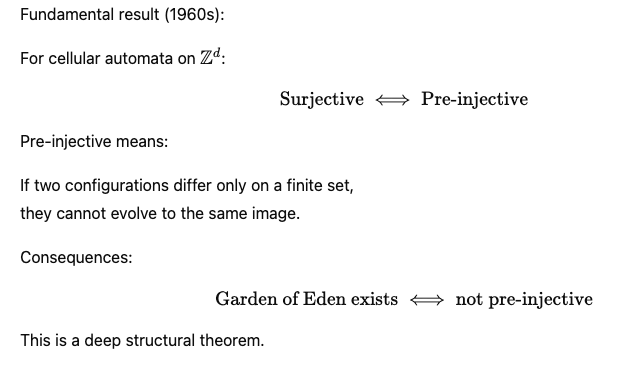 Fundamental result (1960s):
For cellular automata on ℤᵈ:
Surjective ⟺ Pre-injective
Pre-injective means:
If two configurations differ only on a finite set,
they cannot evolve to the same image.
Consequences:
Garden of Eden exists ⟺ not pre-injective
This is a deep structural theorem.